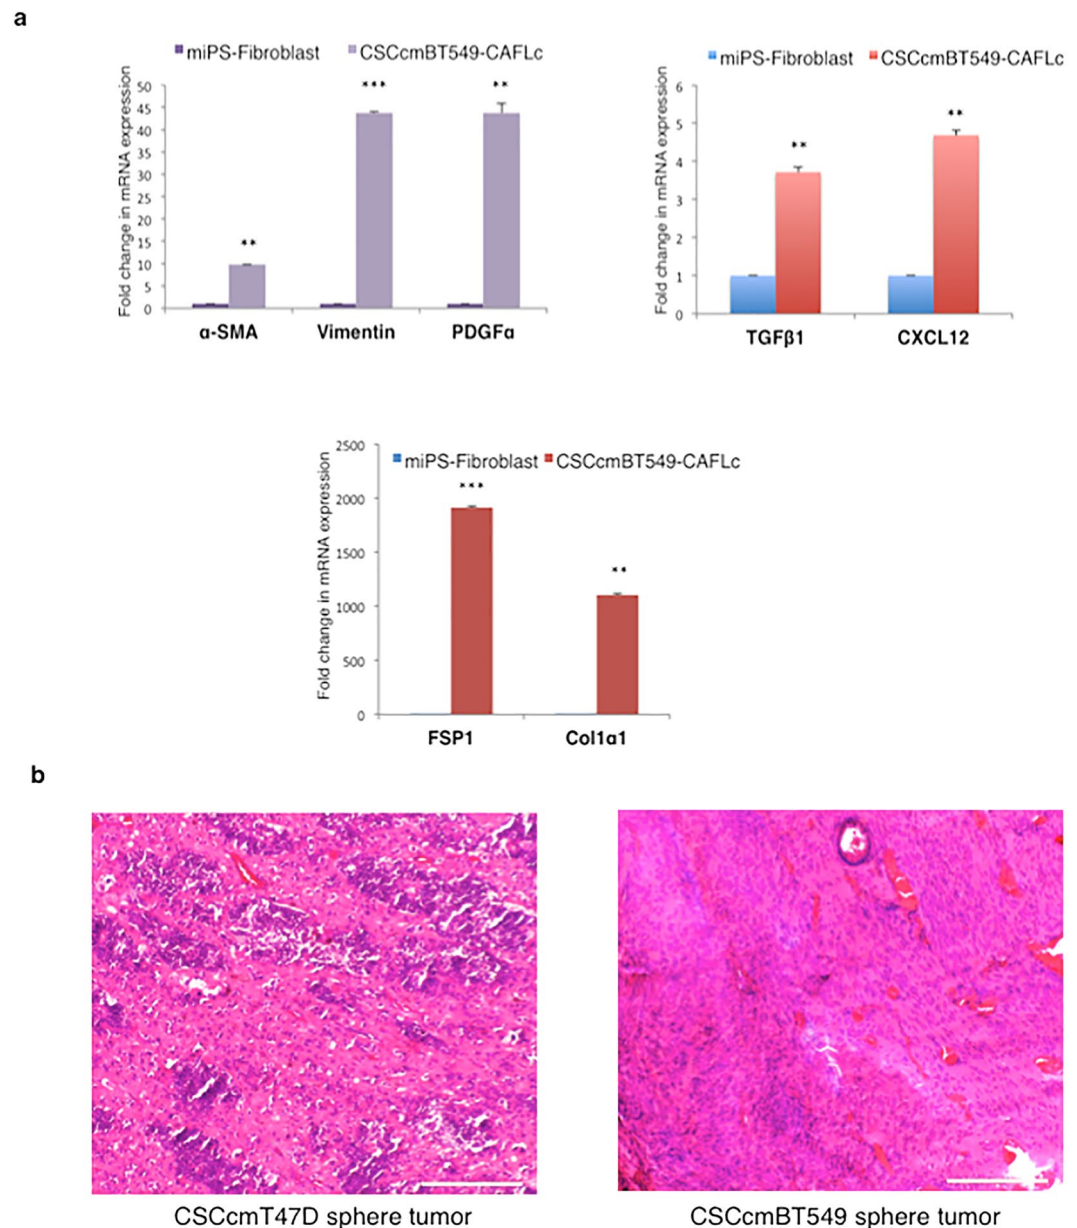 a
miPS-Fibroblast CSCcmBT549-CAFLc
Fold change in mRNA expression
50
45
40
35
30
25
20
15
10
5
0
** *** **
α-SMA Vimentin PDGFα
miPS-Fibroblast CSCcmBT549-CAFLc
Fold change in mRNA expression
6
5
4
3
2
1
0
** **
TGFβ1 CXCL12
miPS-Fibroblast CSCcmBT549-CAFLc
Fold change in mRNA expression
2500
2000
1500
1000
500
0
*** **
FSP1 Col1α1
b
CSCcmT47D sphere tumor CSCcmBT549 sphere tumor